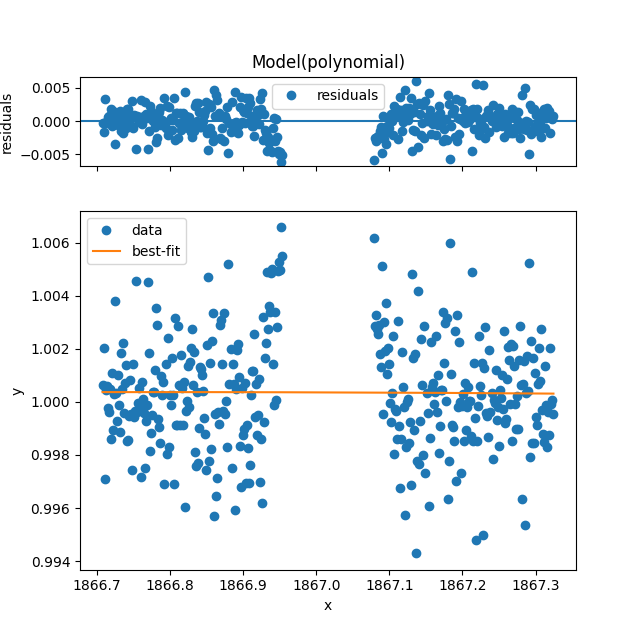 Model(polynomial)
residuals
0.005
0.000
−0.005
residuals
data
best-fit
y
1.006
1.004
1.002
1.000
0.998
0.996
0.994
1866.7 1866.8 1866.9 1867.0 1867.1 1867.2 1867.3
x